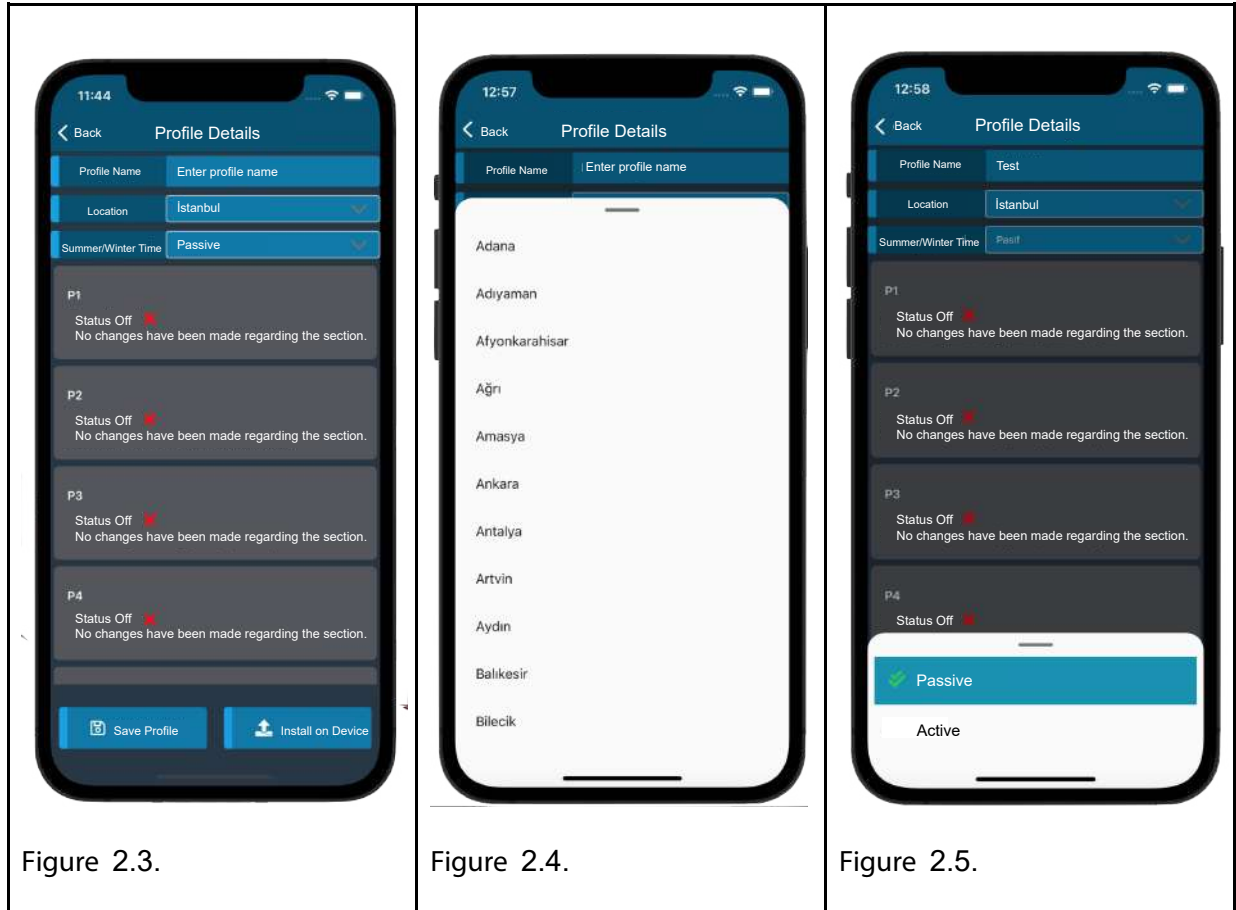 11:44
Back Profile Details
Profile Name Enter profile name
Location İstanbul
Summer/Winter Time Passive
P1
Status Off
No changes have been made regarding the section.
P2
Status Off
No changes have been made regarding the section.
P3
Status Off
No changes have been made regarding the section.
P4
Status Off
No changes have been made regarding the section.
Save Profile Install on Device
Figure 2.3.
12:57
Back Profile Details
Profile Name Enter profile name
Adana
Adıyaman
Afyonkarahisar
Ağrı
Amasya
Ankara
Antalya
Artvin
Aydın
Balıkesir
Bilecik
Figure 2.4.
12:58
Back Profile Details
Profile Name Test
Location İstanbul
Summer/Winter Time Pasif
P1
Status Off
No changes have been made regarding the section.
P2
Status Off
No changes have been made regarding the section.
P3
Status Off
No changes have been made regarding the section.
P4
Status Off
Passive
Active
Figure 2.5.